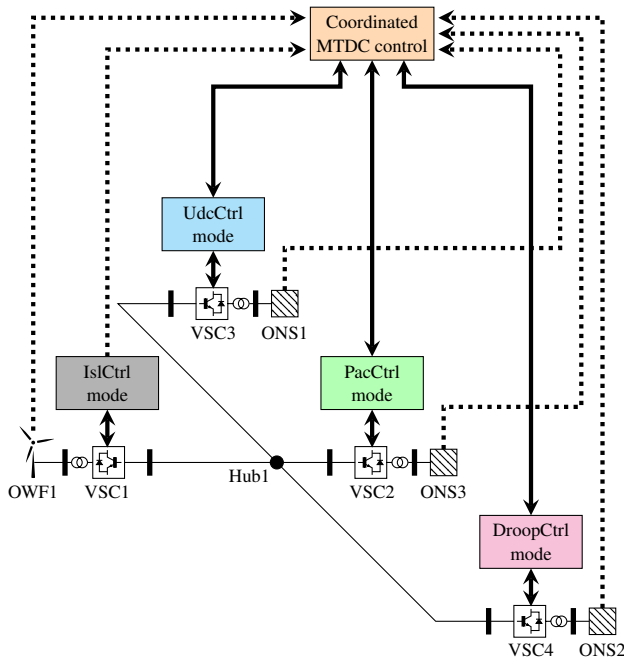 Coordinated
MTDC control
UdcCtrl
mode
VSC3
ONS1
IslCtrl
mode
PacCtrl
mode
OWF1
VSC1
Hub1
VSC2
ONS3
DroopCtrl
mode
VSC4
ONS2